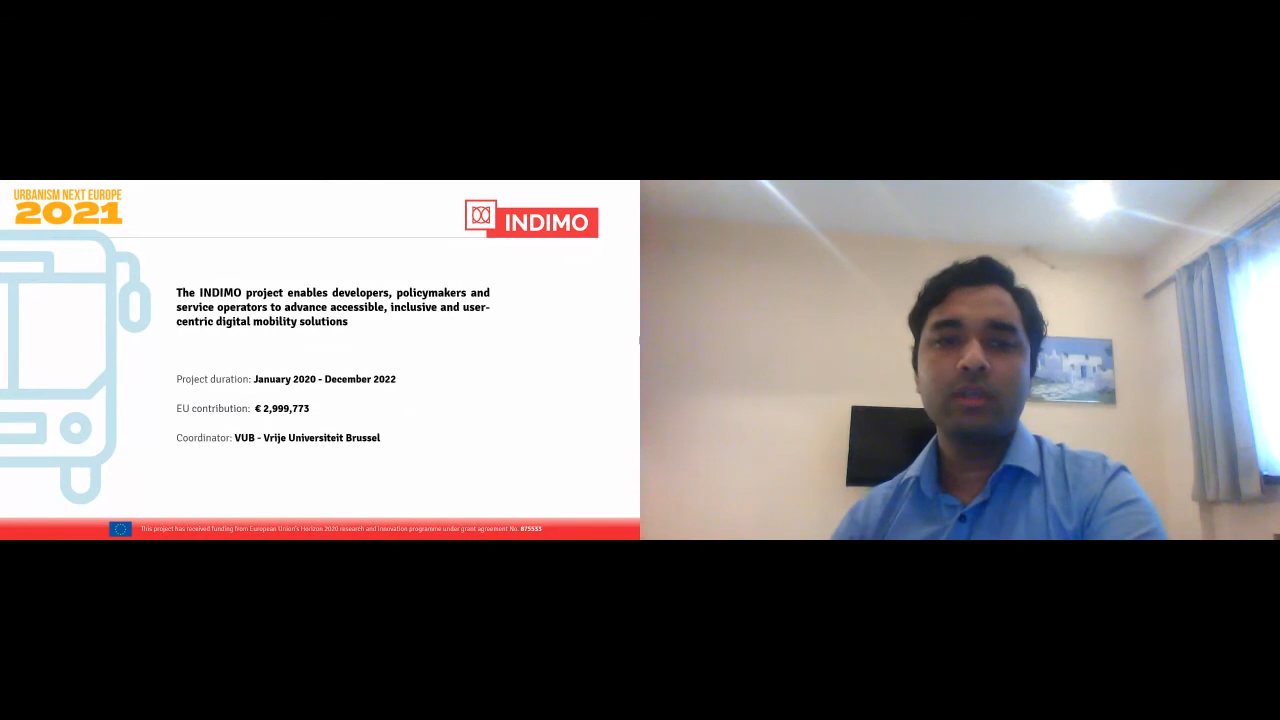 URBANISM NEXT EUROPE
2021
INDIMO
The INDIMO project enables developers, policymakers and
service operators to advance accessible, inclusive and user-
centric digital mobility solutions
Project duration: January 2020 - December 2022
EU contribution: € 2,999,773
Coordinator: VUB - Vrije Universiteit Brussel
This project has received funding from European Union's Horizon 2020 research and innovation programme under grant agreement No. 875533